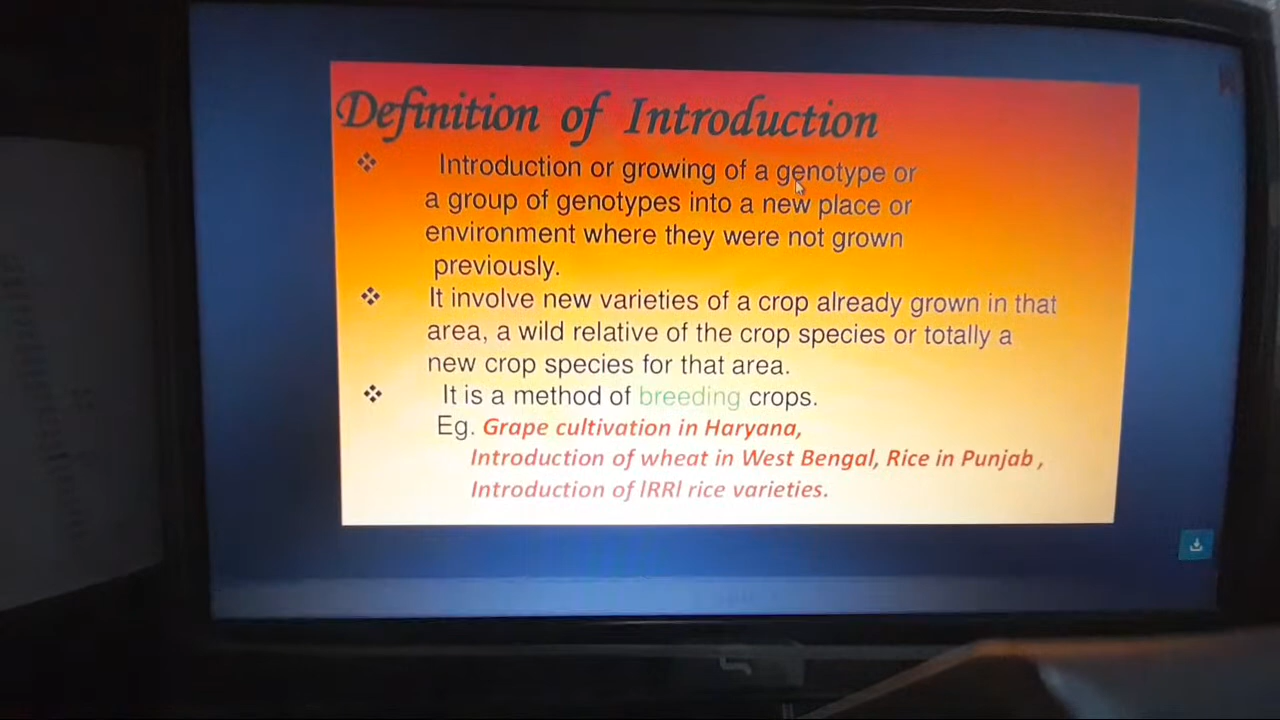 Definition of Introduction
❖ Introduction or growing of a genotype or
a group of genotypes into a new place or
environment where they were not grown
previously.
❖ It involve new varieties of a crop already grown in that
area, a wild relative of the crop species or totally a
new crop species for that area.
❖ It is a method of breeding crops.
Eg. Grape cultivation in Haryana,
Introduction of wheat in West Bengal, Rice in Punjab ,
Introduction of lRRl rice varieties.